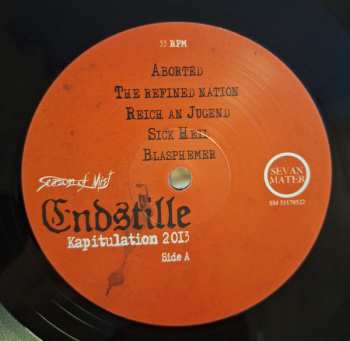 33 RPM
Aborted
The refined nation
Reich an Jugend
Sick Heil
Blasphemer
Season of Mist
SEVAN
MATER
Endstille
Kapitulation 2013
Side A